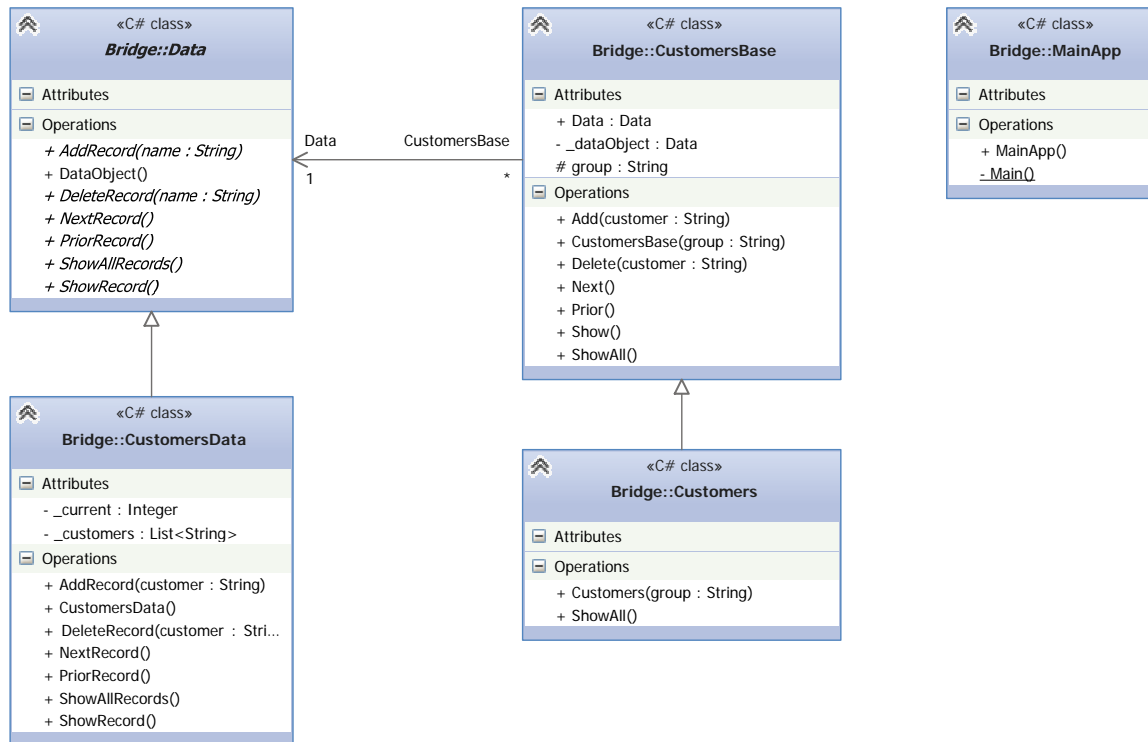 «C# class»
Bridge::Data
Attributes
Operations
+ AddRecord(name : String)
+ DataObject()
+ DeleteRecord(name : String)
+ NextRecord()
+ PriorRecord()
+ ShowAllRecords()
+ ShowRecord()
Data
CustomersBase
1
*
«C# class»
Bridge::CustomersBase
Attributes
+ Data : Data
- _dataObject : Data
# group : String
Operations
+ Add(customer : String)
+ CustomersBase(group : String)
+ Delete(customer : String)
+ Next()
+ Prior()
+ Show()
+ ShowAll()
«C# class»
Bridge::MainApp
Attributes
Operations
+ MainApp()
- Main()
«C# class»
Bridge::CustomersData
Attributes
- _current : Integer
- _customers : List<String>
Operations
+ AddRecord(customer : String)
+ CustomersData()
+ DeleteRecord(customer : Stri...
+ NextRecord()
+ PriorRecord()
+ ShowAllRecords()
+ ShowRecord()
«C# class»
Bridge::Customers
Attributes
Operations
+ Customers(group : String)
+ ShowAll()